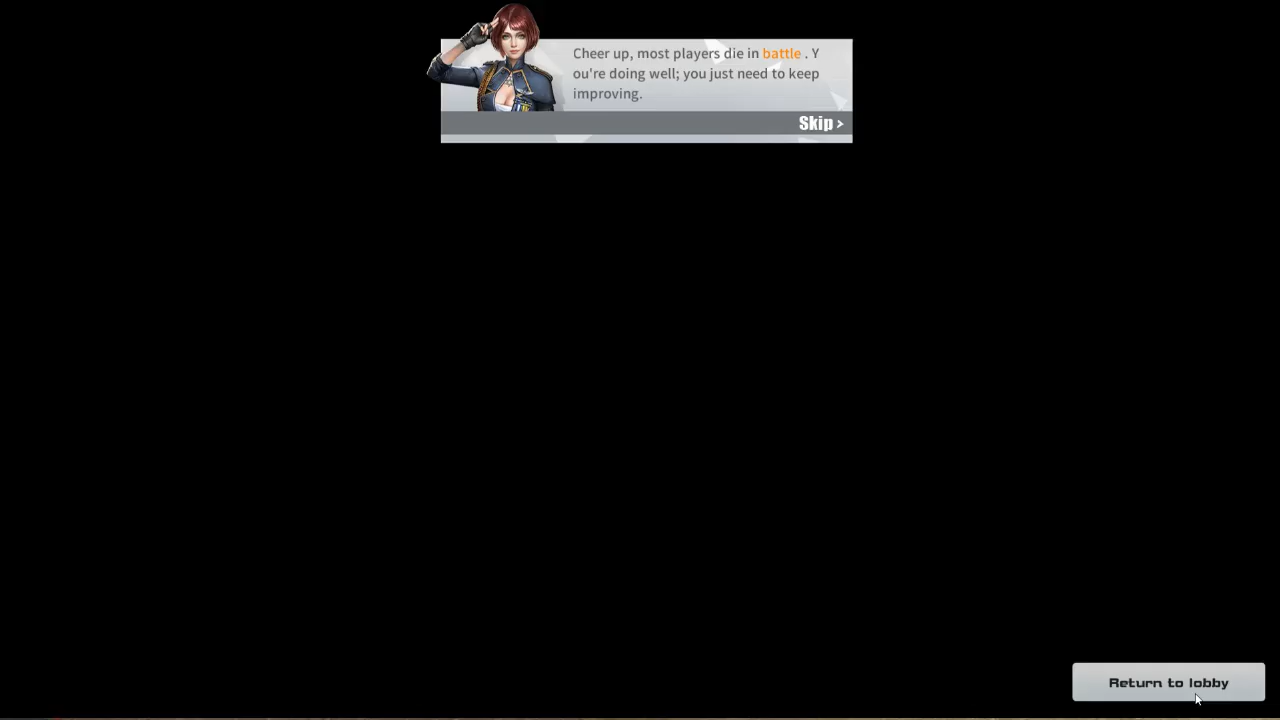 Cheer up, most players die in battle . Y
ou're doing well; you just need to keep
improving.
Skip >
Return to lobby